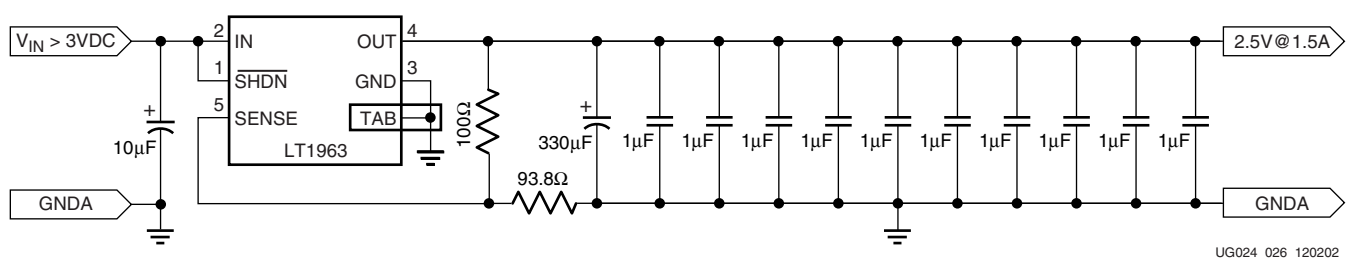 V_IN > 3VDC
2
IN
OUT
4
1
SHDN
GND
3
5
SENSE
TAB
LT1963
+
10µF
100Ω
93.8Ω
+
330µF
1µF
1µF
1µF
1µF
1µF
1µF
1µF
1µF
1µF
1µF
2.5V@1.5A
GNDA
GNDA
UG024_026_120202